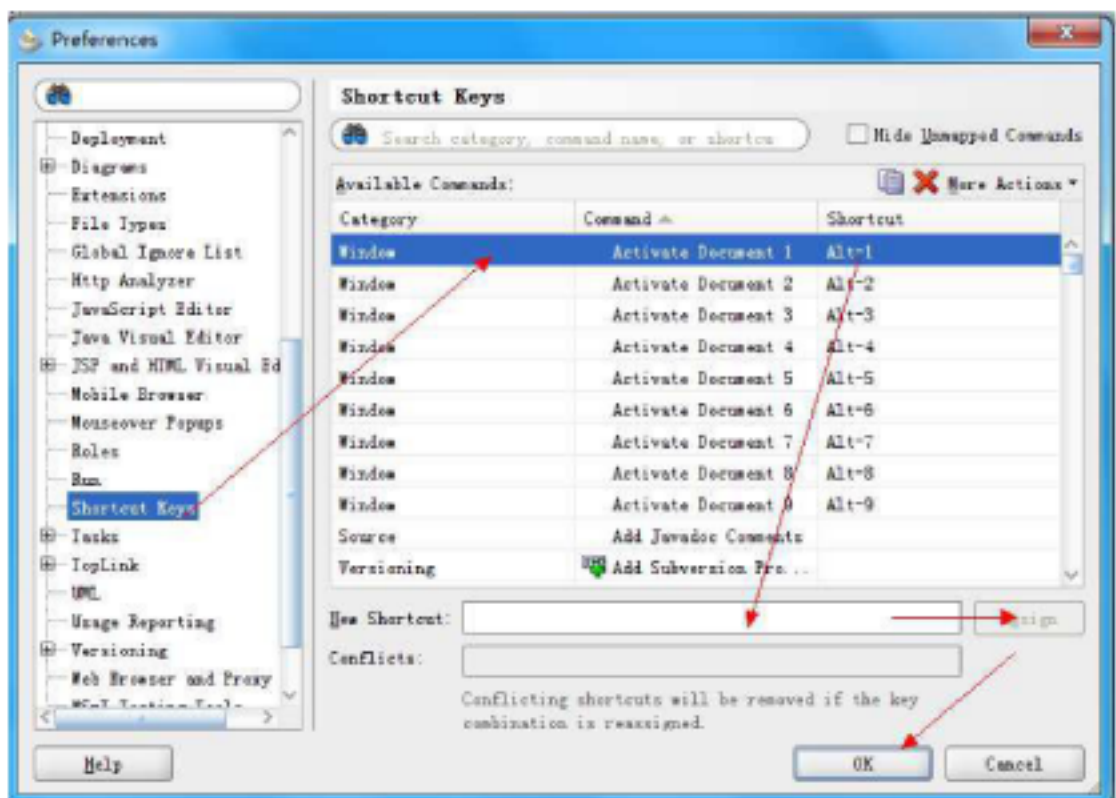 Preferences
Shortcut Keys
Search category, command name, or shortcu
Hide Unmapped Commands
Available Commands:
More Actions
Category Command Shortcut
Window Activate Document 1 Alt-1
Window Activate Document 2 Alt-2
Window Activate Document 3 Alt-3
Window Activate Document 4 Alt-4
Window Activate Document 5 Alt-5
Window Activate Document 6 Alt-6
Window Activate Document 7 Alt-7
Window Activate Document 8 Alt-8
Window Activate Document 9 Alt-9
Source Add Javadoc Comments
Versioning Add Subversion Pro...
Deployment
Diagrams
Extensions
File Types
Global Ignore List
Http Analyzer
JavaScript Editor
Java Visual Editor
JSP and HTML Visual Ed
Mobile Browser
Mouseover Popups
Roles
Run
Shortcut Keys
Tasks
TopLink
UML
Usage Reporting
Versioning
Web Browser and Proxy
New Shortcut:
Conflicts:
Conflicting shortcuts will be removed if the key
combination is reassigned.
Help
OK
Cancel